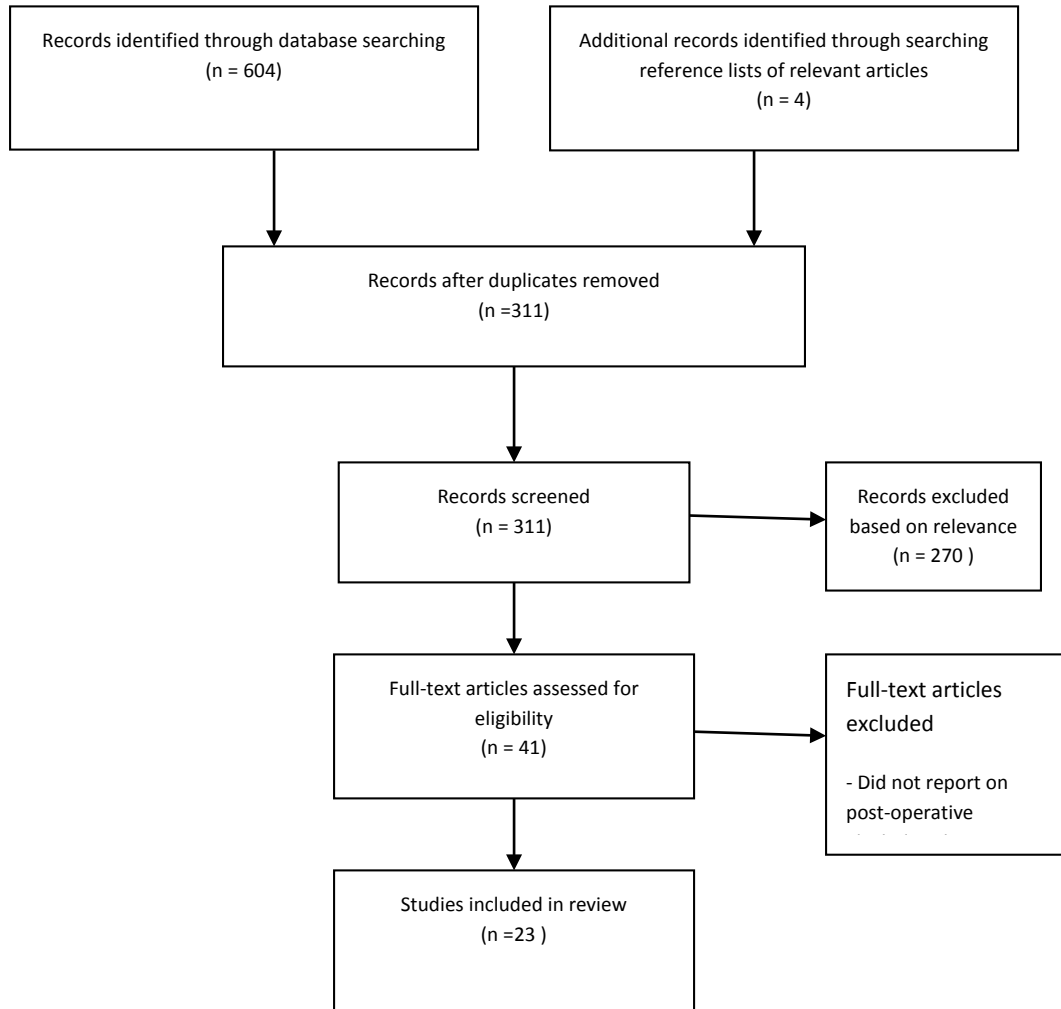 Records identified through database searching
(n = 604)
Additional records identified through searching
reference lists of relevant articles
(n = 4)
Records after duplicates removed
(n =311)
Records screened
(n = 311)
Records excluded
based on relevance
(n = 270 )
Full-text articles assessed for
eligibility
(n = 41)
Full-text articles
excluded
- Did not report on
post-operative
Studies included in review
(n =23 )